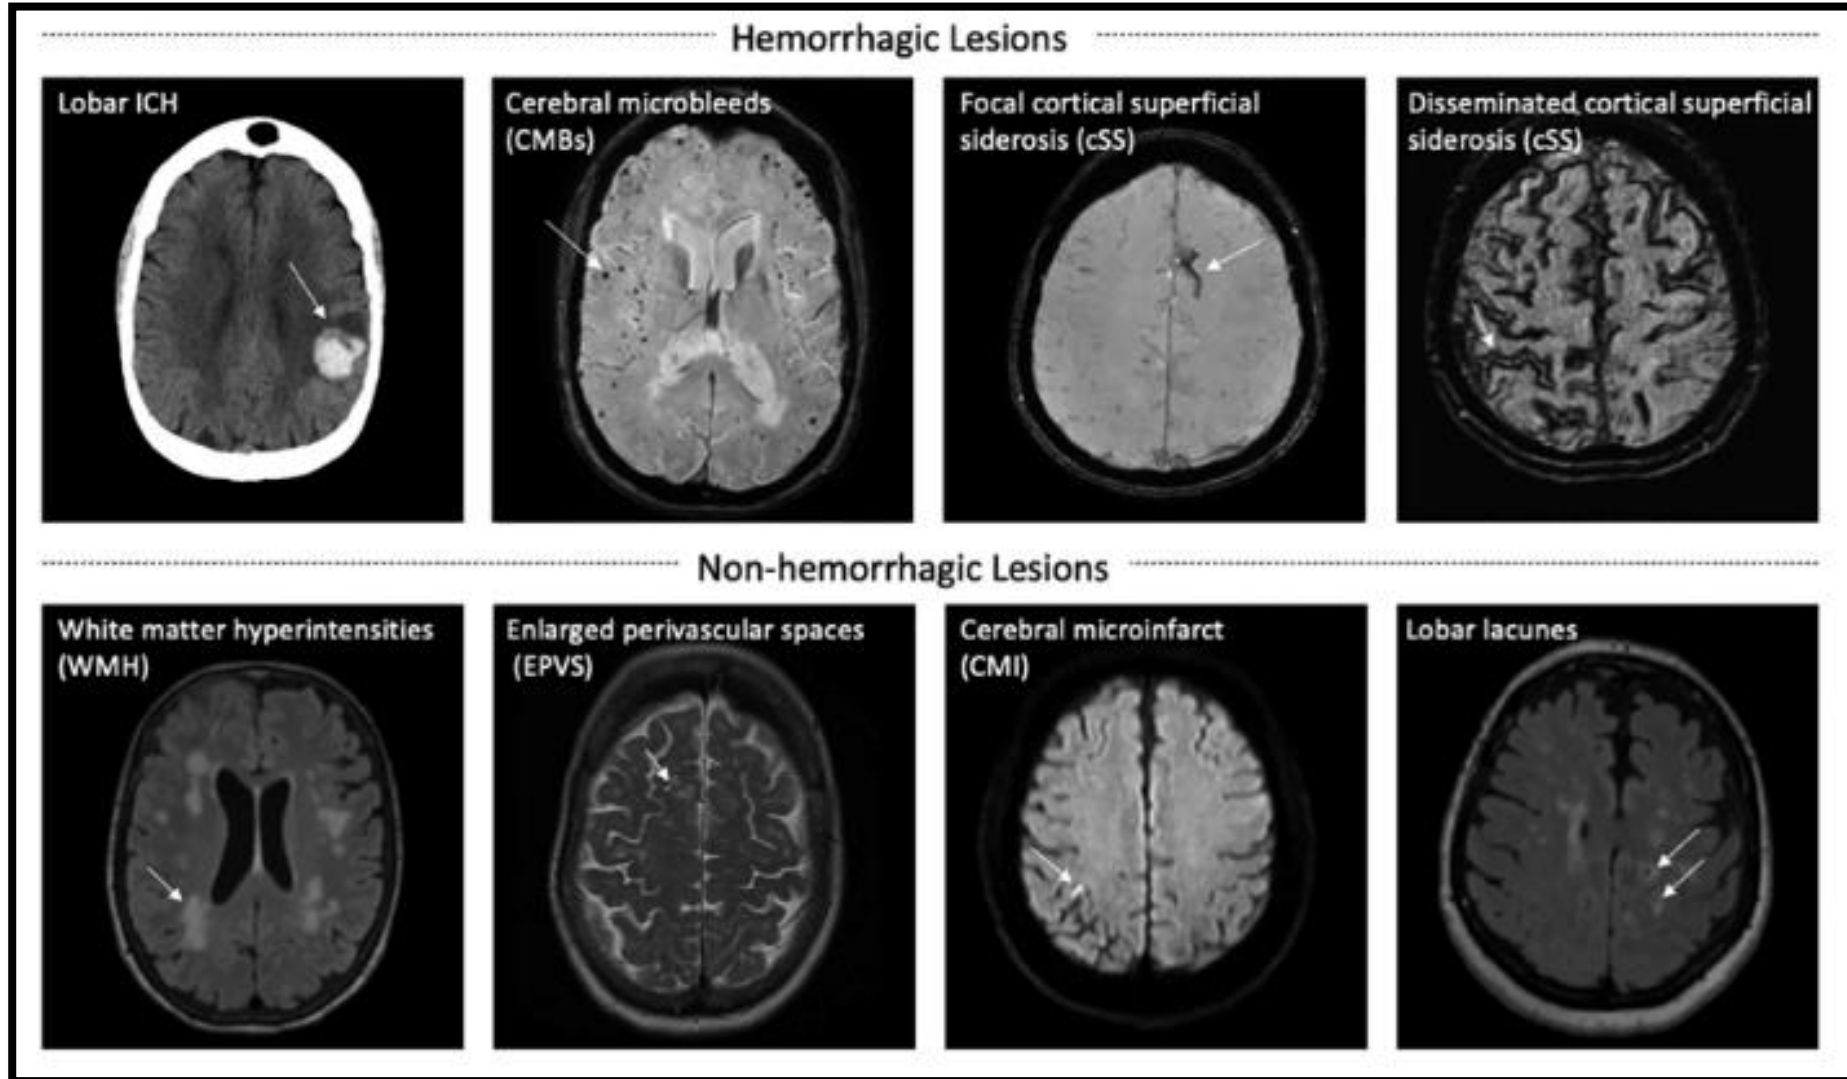 Hemorrhagic Lesions
Lobar ICH
Cerebral microbleeds
(CMBs)
Focal cortical superficial
siderosis (cSS)
Disseminated cortical superficial
siderosis (cSS)
Non-hemorrhagic Lesions
White matter hyperintensities
(WMH)
Enlarged perivascular spaces
(EPVS)
Cerebral microinfarct
(CMI)
Lobar lacunes